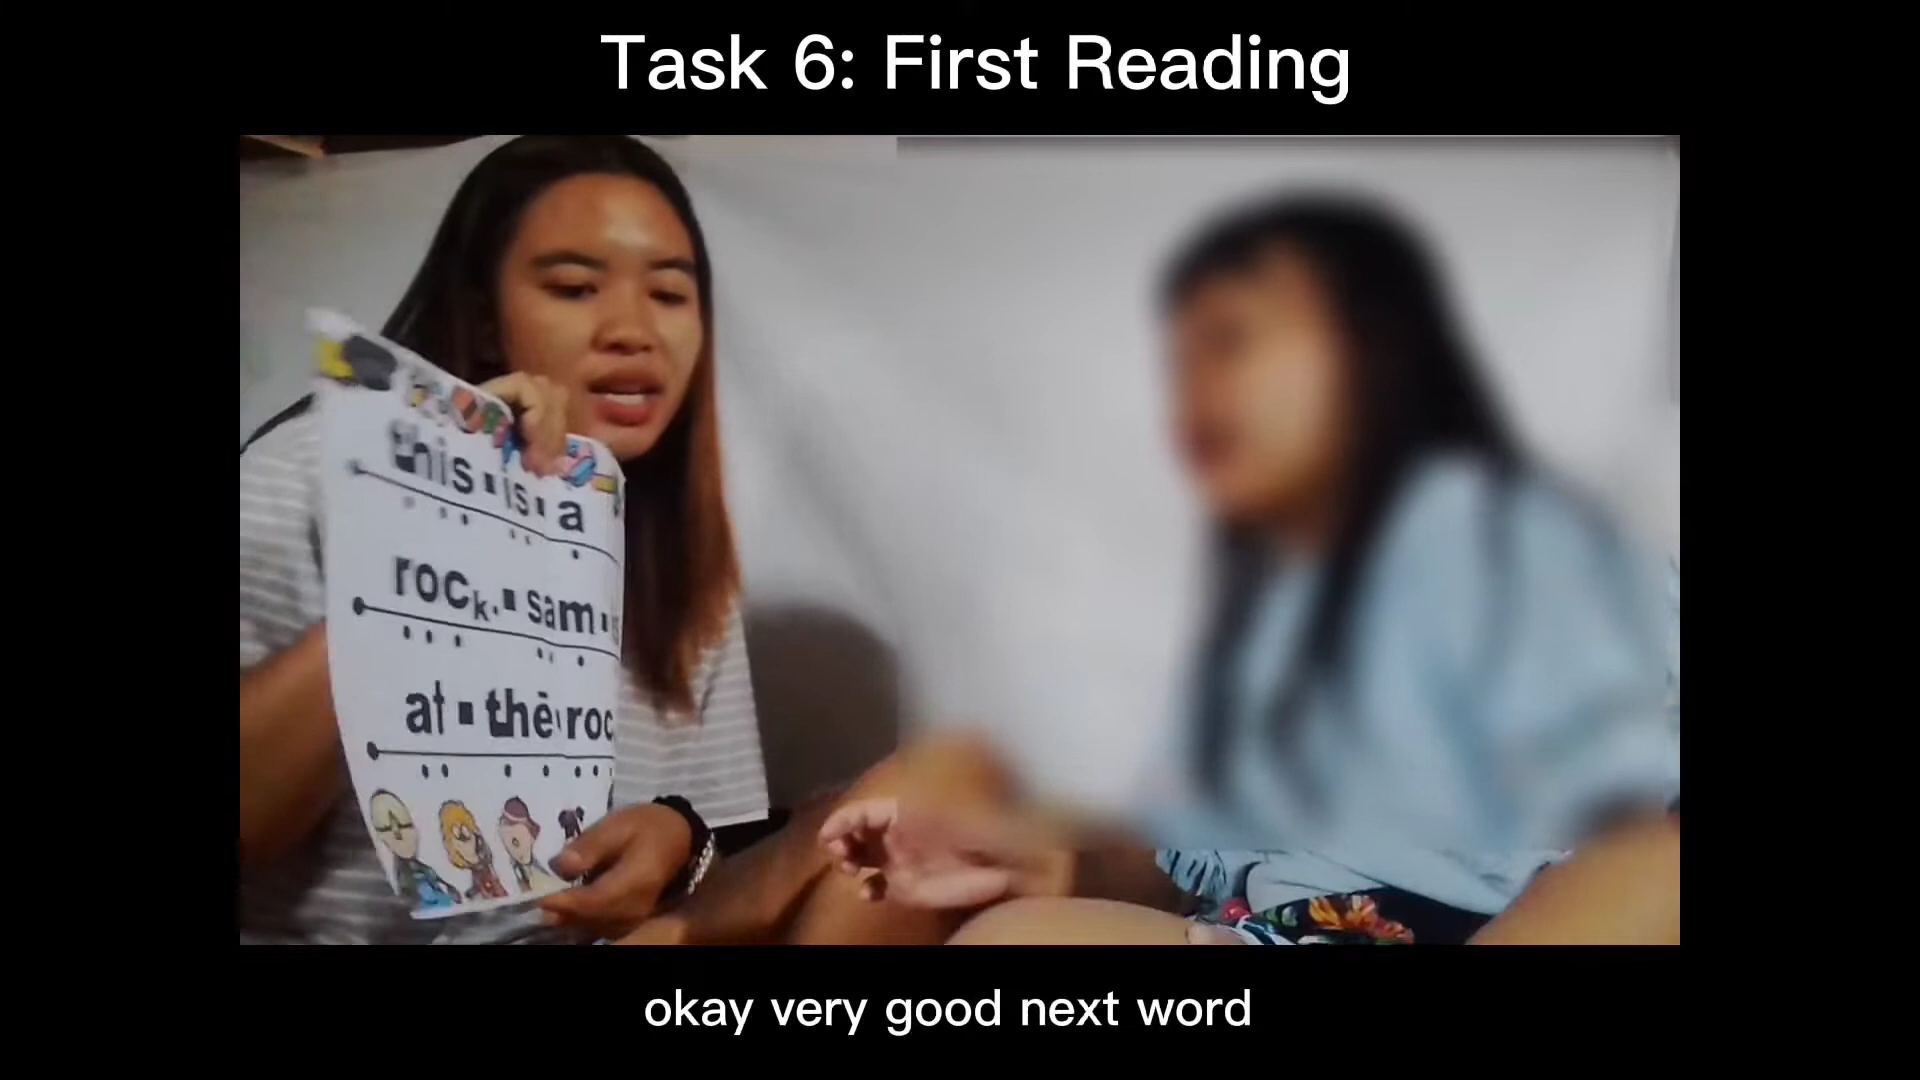 Task 6: First Reading
this is a
rock. sam
at the roc
okay very good next word